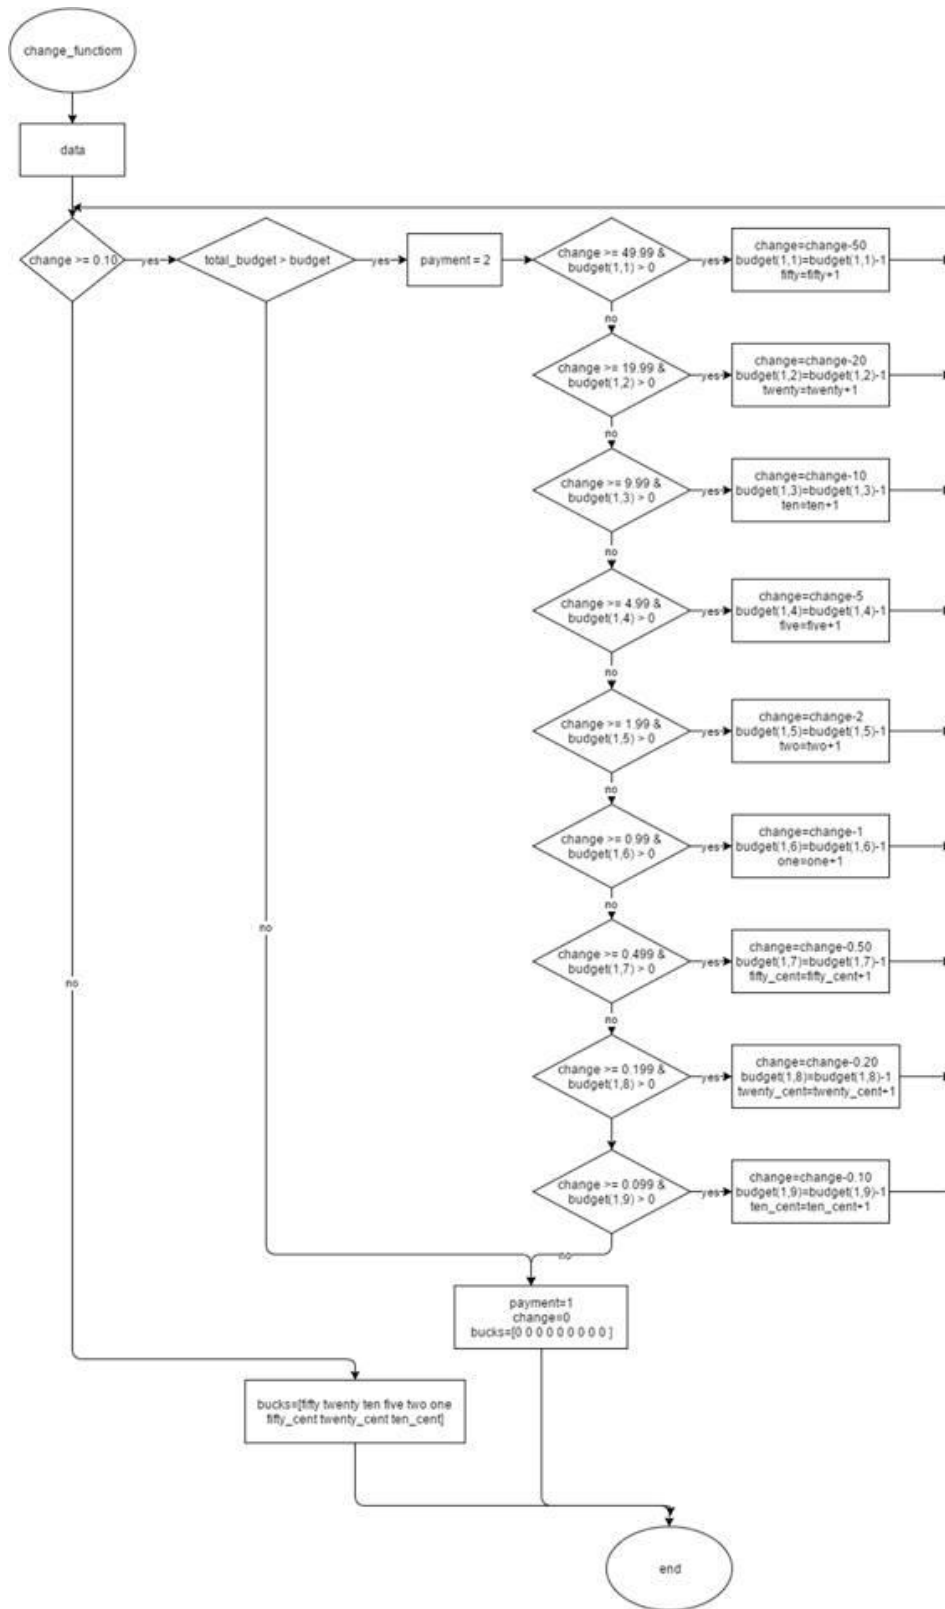 change_functiom
data
change >= 0.10
yes
total_budget > budget
yes
payment = 2
change >= 49.99 &
budget(1,1) > 0
yes
change=change-50
budget(1,1)=budget(1,1)-1
fifty=fifty+1
no
change >= 19.99 &
budget(1,2) > 0
yes
change=change-20
budget(1,2)=budget(1,2)-1
twenty=twenty+1
no
change >= 9.99 &
budget(1,3) > 0
yes
change=change-10
budget(1,3)=budget(1,3)-1
ten=ten+1
no
change >= 4.99 &
budget(1,4) > 0
yes
change=change-5
budget(1,4)=budget(1,4)-1
five=five+1
no
change >= 1.99 &
budget(1,5) > 0
yes
change=change-2
budget(1,5)=budget(1,5)-1
two=two+1
no
change >= 0.99 &
budget(1,6) > 0
yes
change=change-1
budget(1,6)=budget(1,6)-1
one=one+1
no
change >= 0.499 &
budget(1,7) > 0
yes
change=change-0.50
budget(1,7)=budget(1,7)-1
fifty_cent=fifty_cent+1
no
change >= 0.199 &
budget(1,8) > 0
yes
change=change-0.20
budget(1,8)=budget(1,8)-1
twenty_cent=twenty_cent+1
change >= 0.099 &
budget(1,9) > 0
yes
change=change-0.10
budget(1,9)=budget(1,9)-1
ten_cent=ten_cent+1
no
no
no
payment=1
change=0
bucks=[0 0 0 0 0 0 0 0 0 ]
bucks=[fifty twenty ten five two one
fifty_cent twenty_cent ten_cent]
end